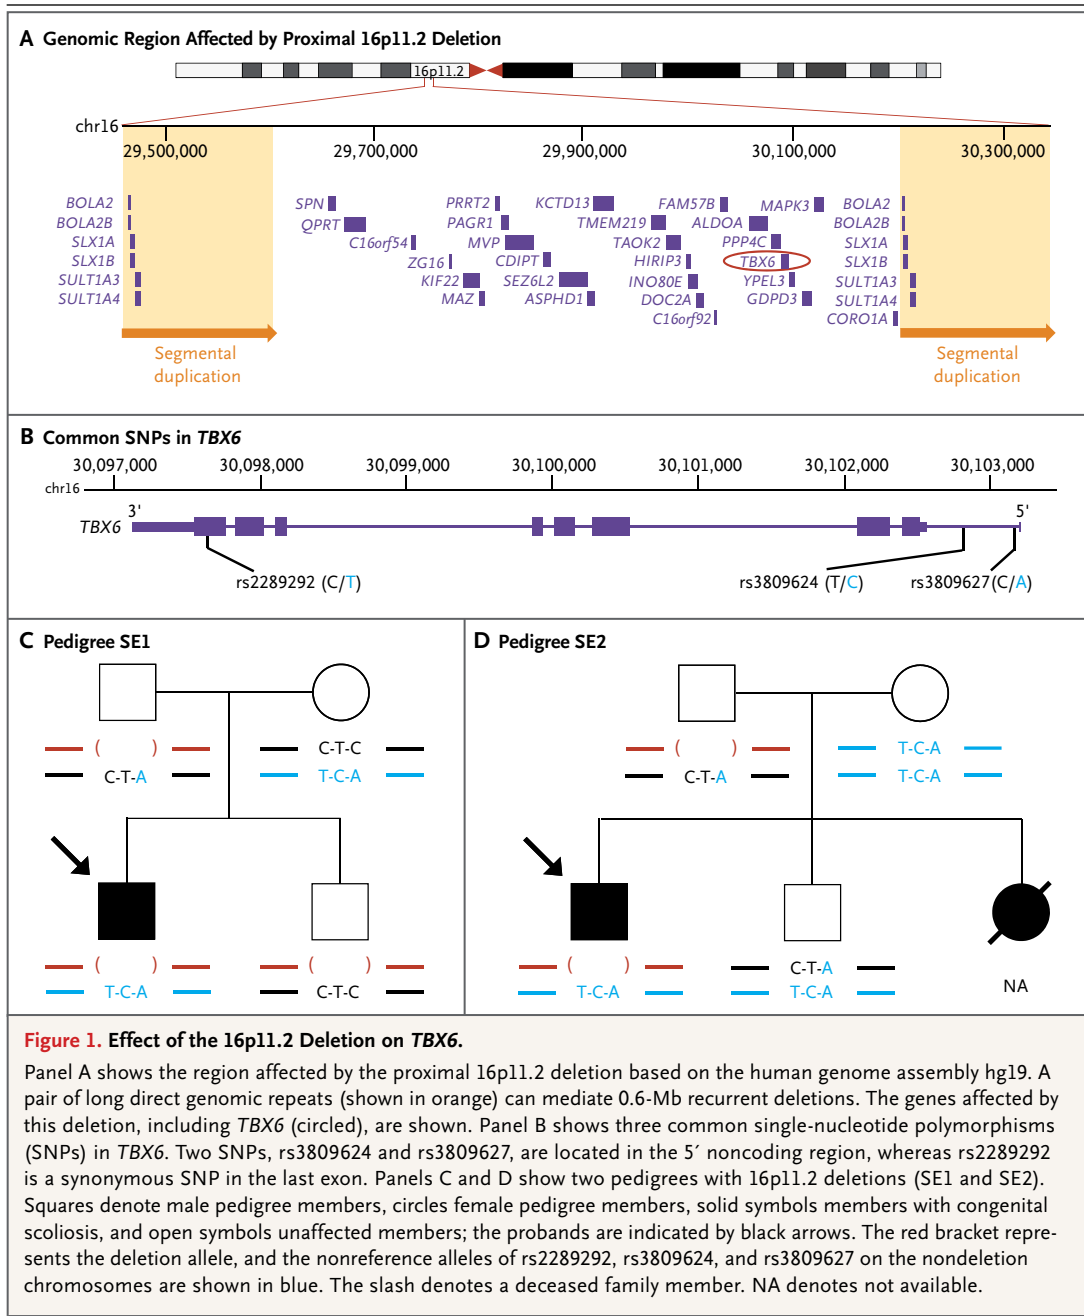 A Genomic Region Affected by Proximal 16p11.2 Deletion
16p11.2
chr16
29,500,000 29,700,000 29,900,000 30,100,000 30,300,000
BOLA2 SPN PRRT2 KCTD13 FAM57B MAPK3 BOLA2
BOLA2B QPRT PAGR1 TMEM219 ALDOA BOLA2B
SLX1A C16orf54 MVP TAOK2 PPP4C SLX1A
SLX1B ZG16 CDIPT HIRIP3 TBX6 SLX1B
SULT1A3 KIF22 SEZ6L2 INO80E YPEL3 SULT1A3
SULT1A4 MAZ ASPHD1 DOC2A GDPD3 SULT1A4
C16orf92 CORO1A
Segmental duplication
Segmental duplication
B Common SNPs in TBX6
30,097,000 30,098,000 30,099,000 30,100,000 30,101,000 30,102,000 30,103,000
chr16
3' 5'
TBX6
rs2289292 (C/T) rs3809624 (T/C) rs3809627(C/A)
C Pedigree SE1
( ) C-T-C
C-T-A T-C-A
( ) ( )
T-C-A C-T-C
D Pedigree SE2
( ) T-C-A
C-T-A T-C-A
( ) C-T-A
T-C-A T-C-A NA
Figure 1. Effect of the 16p11.2 Deletion on TBX6.
Panel A shows the region affected by the proximal 16p11.2 deletion based on the human genome assembly hg19. A
pair of long direct genomic repeats (shown in orange) can mediate 0.6-Mb recurrent deletions. The genes affected by
this deletion, including TBX6 (circled), are shown. Panel B shows three common single-nucleotide polymorphisms
(SNPs) in TBX6. Two SNPs, rs3809624 and rs3809627, are located in the 5′ noncoding region, whereas rs2289292
is a synonymous SNP in the last exon. Panels C and D show two pedigrees with 16p11.2 deletions (SE1 and SE2).
Squares denote male pedigree members, circles female pedigree members, solid symbols members with congenital
scoliosis, and open symbols unaffected members; the probands are indicated by black arrows. The red bracket repre-
sents the deletion allele, and the nonreference alleles of rs2289292, rs3809624, and rs3809627 on the nondeletion
chromosomes are shown in blue. The slash denotes a deceased family member. NA denotes not available.